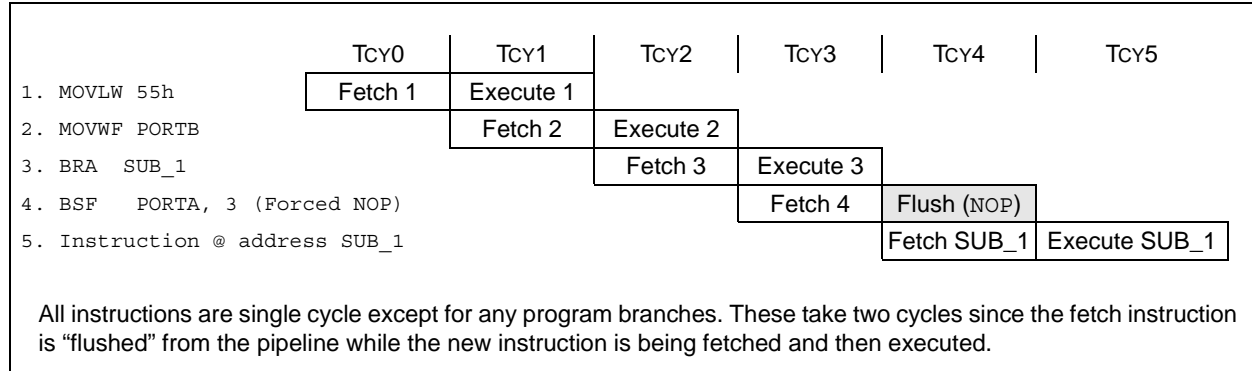 TCY0 TCY1 TCY2 TCY3 TCY4 TCY5
1. MOVLW 55h Fetch 1 Execute 1
2. MOVWF PORTB Fetch 2 Execute 2
3. BRA SUB_1 Fetch 3 Execute 3
4. BSF PORTA, 3 (Forced NOP) Fetch 4 Flush (NOP)
5. Instruction @ address SUB_1 Fetch SUB_1 Execute SUB_1
All instructions are single cycle except for any program branches. These take two cycles since the fetch instruction
is “flushed” from the pipeline while the new instruction is being fetched and then executed.